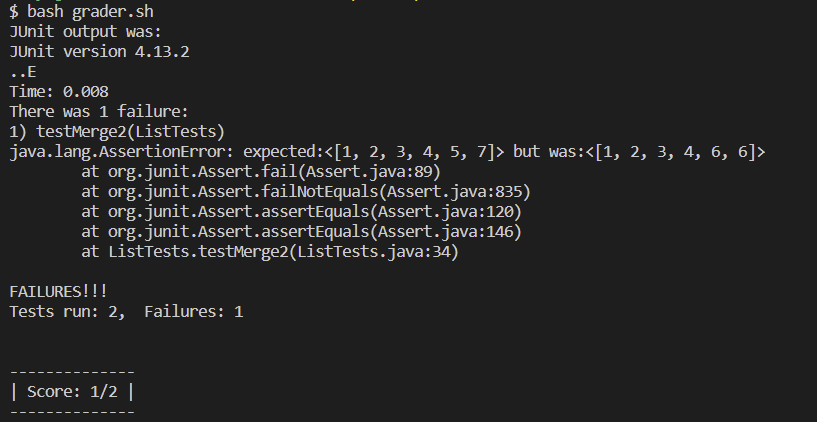 $ bash grader.sh
JUnit output was:
JUnit version 4.13.2
..E
Time: 0.008
There was 1 failure:
1) testMerge2(ListTests)
java.lang.AssertionError: expected:<[1, 2, 3, 4, 5, 7]> but was:<[1, 2, 3, 4, 6, 6]>
        at org.junit.Assert.fail(Assert.java:89)
        at org.junit.Assert.failNotEquals(Assert.java:835)
        at org.junit.Assert.assertEquals(Assert.java:120)
        at org.junit.Assert.assertEquals(Assert.java:146)
        at ListTests.testMerge2(ListTests.java:34)

FAILURES!!!
Tests run: 2,  Failures: 1


--------------
| Score: 1/2 |
--------------